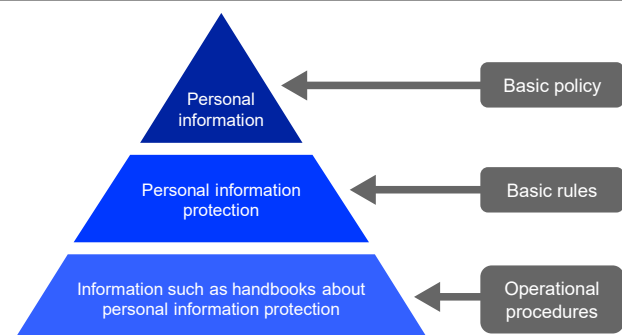 Personal
information
Basic policy
Personal information
protection
Basic rules
Information such as handbooks about
personal information protection
Operational
procedures